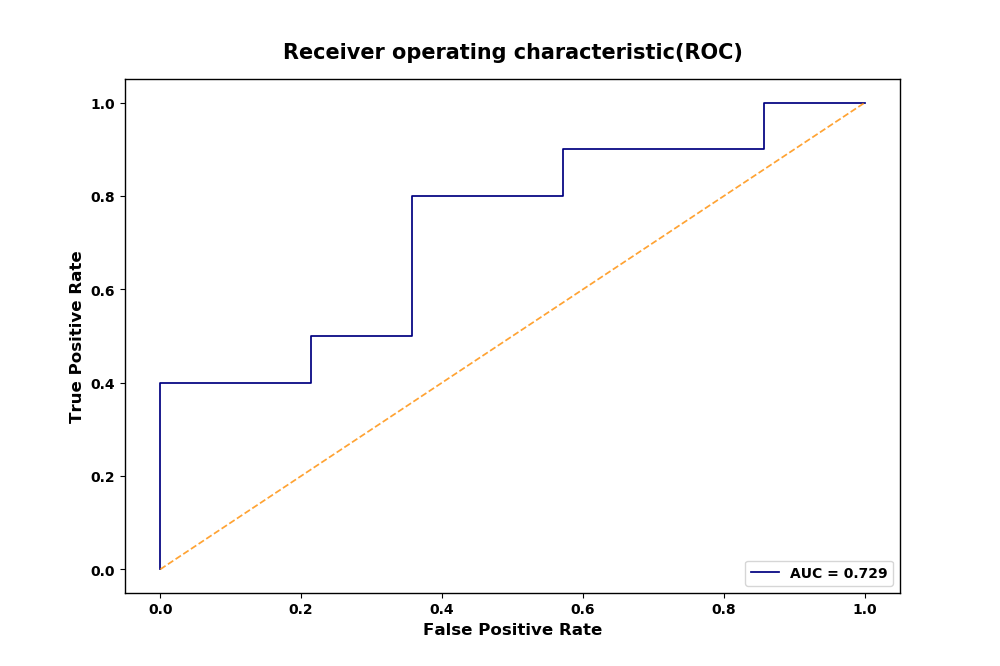 Receiver operating characteristic(ROC)
True Positive Rate
1.0
0.8
0.6
0.4
0.2
0.0
AUC = 0.729
0.0 0.2 0.4 0.6 0.8 1.0
False Positive Rate